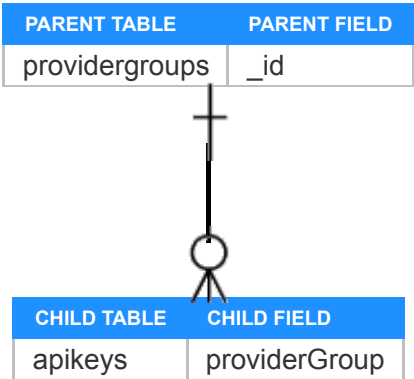 PARENT TABLE PARENT FIELD
providergroups _id
CHILD TABLE CHILD FIELD
apikeys providerGroup